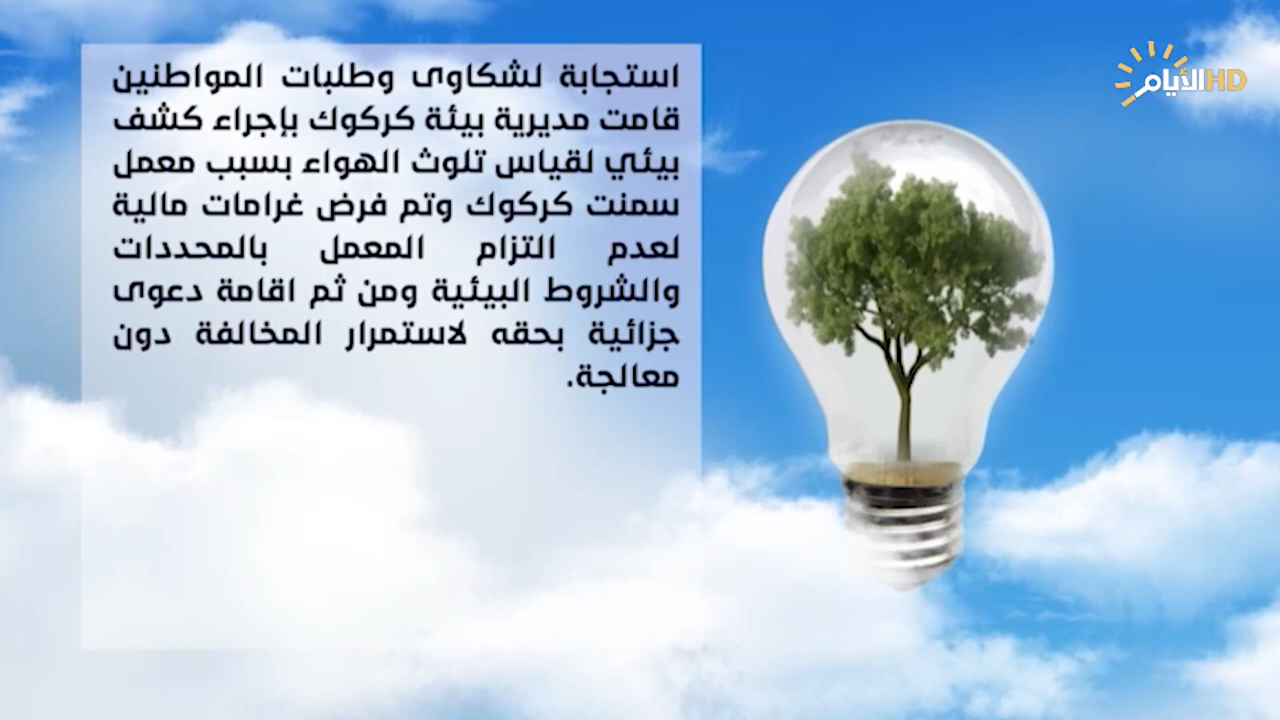 استجابة لشكاوى وطلبات المواطنين
قامت مديرية بيئة كركوك بإجراء كشف
بيئي لقياس تلوث الهواء بسبب معمل
سمنت كركوك وتم فرض غرامات مالية
لعدم التزام المعمل بالمحددات
والشروط البيئية ومن ثم اقامة دعوى
جزائية بحقه لاستمرار المخالفة دون
معالجة.
الأيام HD